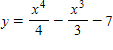 y = x^4/4 − x^3/3 − 7